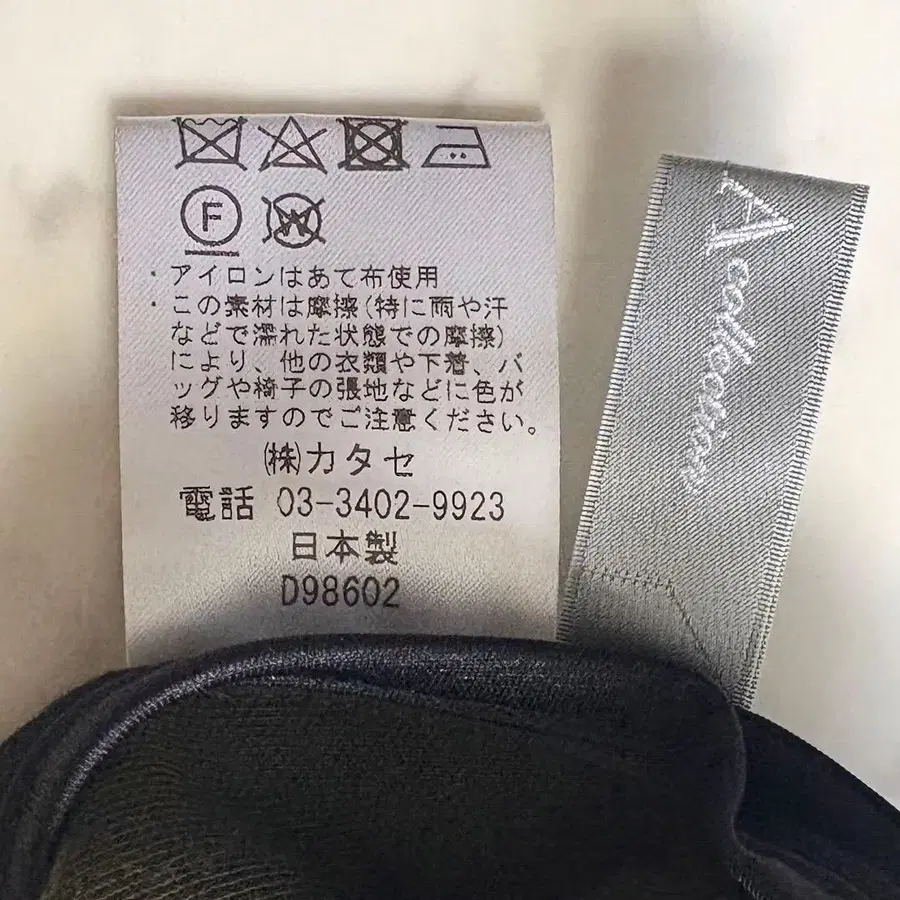 F
W
・アイロンはあて布使用
・この素材は摩擦(特に雨や汗
などで濡れた状態での摩擦)
により、他の衣類や下着、バ
ッグや椅子の張地などに色が
移りますのでご注意ください。
㈱カタセ
電話 03-3402-9923
日本製
D98602
A collection